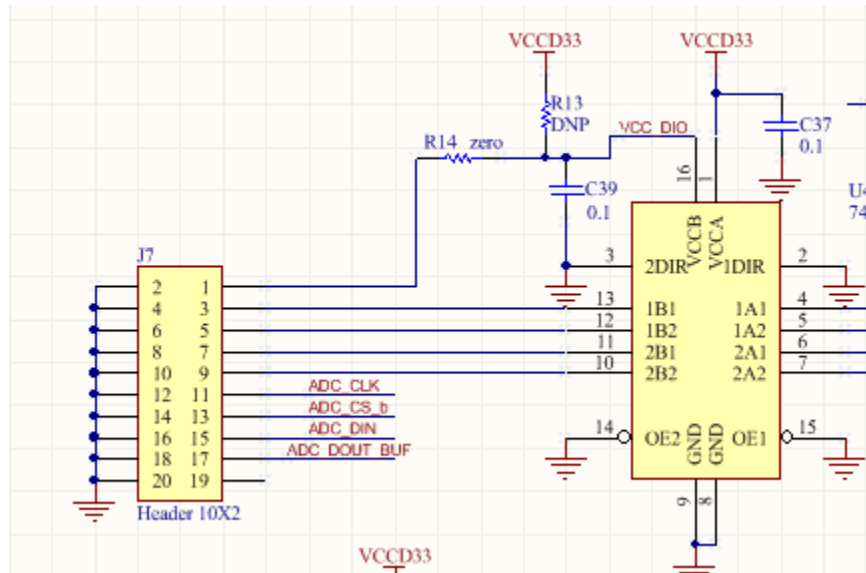 VCCD33 VCCD33
R13
DNP
VCC_DIO
C37
0.1
R14 zero
16 1
C39
0.1
VCCB VCCA
3 2DIR 1DIR 2
J7
2 1
4 3 13 1B1 1A1 4
6 5 12 1B2 1A2 5
8 7 11 2B1 2A1 6
10 9 10 2B2 2A2 7
12 11 ADC_CLK
14 13 ADC_CS_b
16 15 ADC_DIN
18 17 ADC_DOUT_BUF
20 19
14 OE2 GND GND OE1 15
9 8
Header 10X2
VCCD33